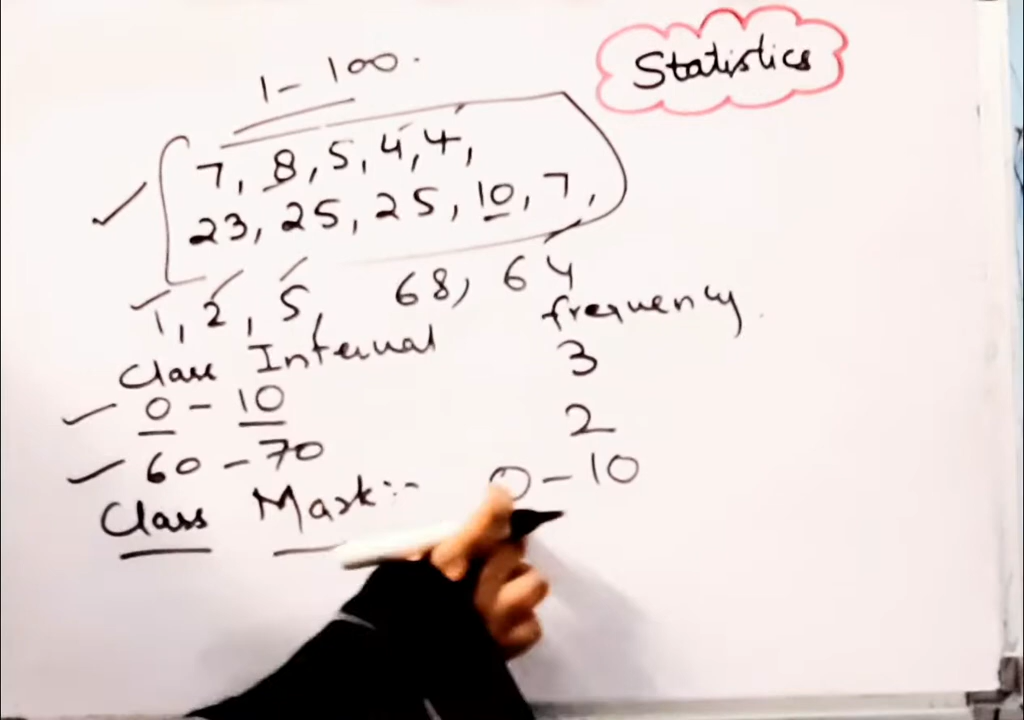 Statistics
1 - 100.
7, 8, 5, 4, 4,
23, 25, 25, 10, 7,
1, 2, 5, 68, 64
Class Interval frequency
0 - 10 3
60 - 70 2
Class Mark:- 0 - 10